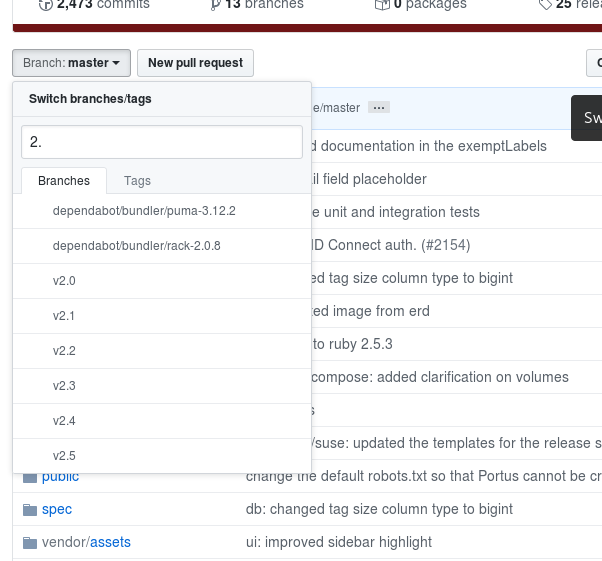 2,473 commits 13 branches 0 packages 25 relea
Branch: master New pull request
Switch branches/tags
e/master ...
Sw
2.
d documentation in the exemptLabels
Branches Tags
il field placeholder
dependabot/bundler/puma-3.12.2
e unit and integration tests
dependabot/bundler/rack-2.0.8
ID Connect auth. (#2154)
v2.0
ed tag size column type to bigint
v2.1
ted image from erd
v2.2
to ruby 2.5.3
v2.3
compose: added clarification on volumes
s
v2.4
/suse: updated the templates for the release s
v2.5
public change the default robots.txt so that Portus cannot be cr
spec db: changed tag size column type to bigint
vendor/assets ui: improved sidebar highlight